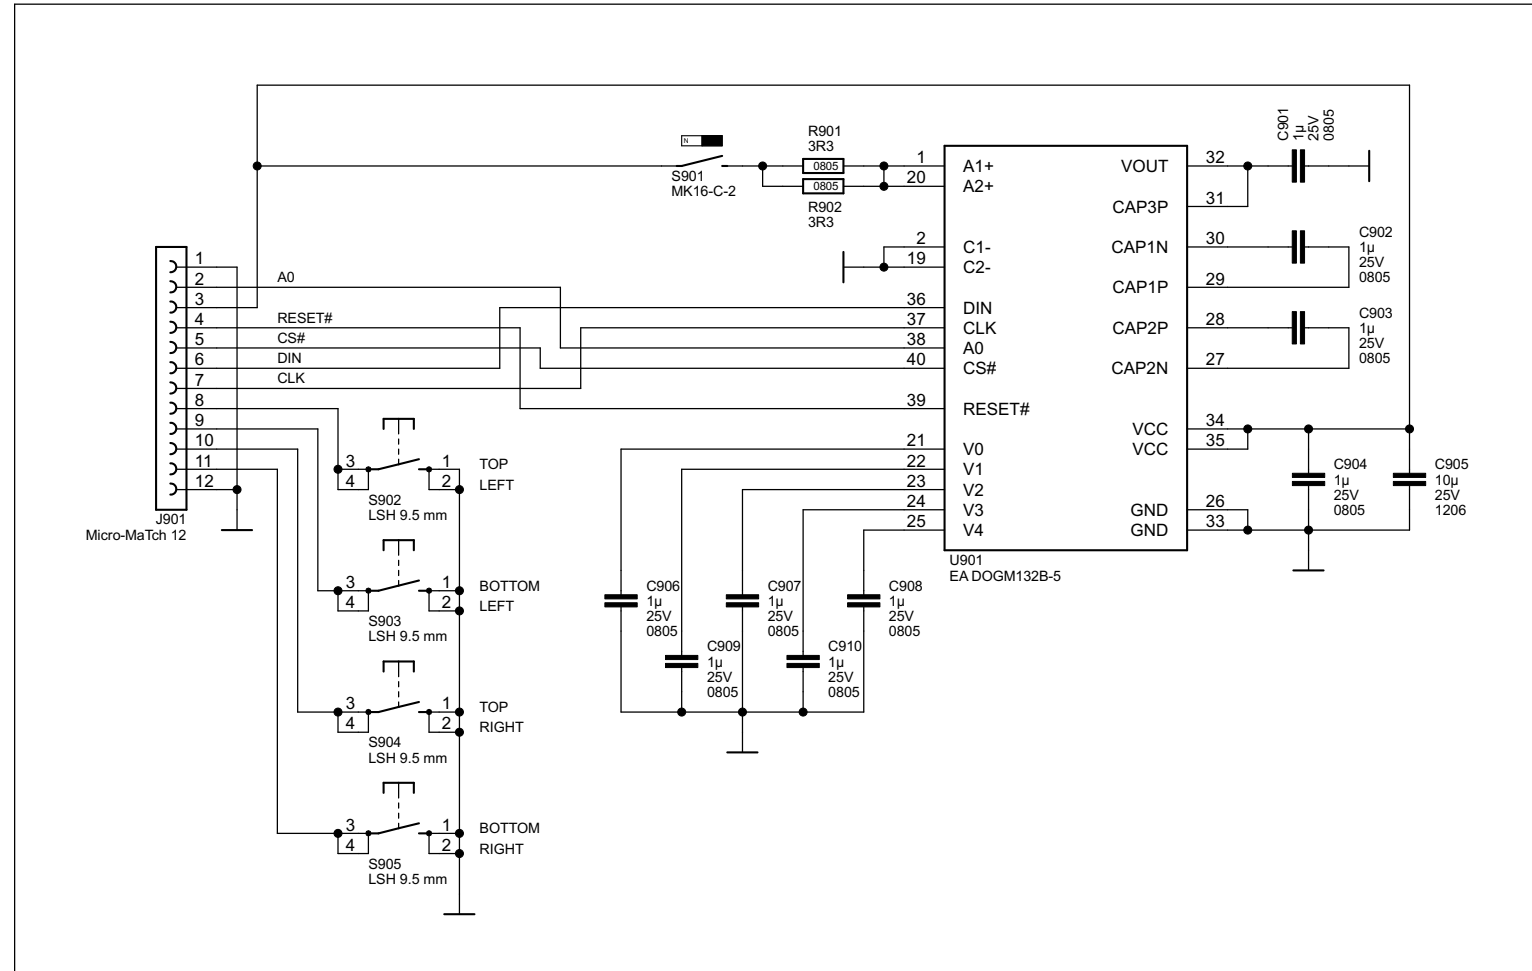 C901
1µ
25V
0805
N
R901
3R3
0805
S901
MK16-C-2
0805
R902
3R3
1 A1+
20 A2+
2 C1-
19 C2-
36 DIN
37 CLK
38 A0
40 CS#
39 RESET#
21 V0
22 V1
23 V2
24 V3
25 V4
VOUT 32
CAP3P 31
CAP1N 30
CAP1P 29
CAP2P 28
CAP2N 27
VCC 34
VCC 35
GND 26
GND 33
U901
EA DOGM132B-5
C902
1µ
25V
0805
C903
1µ
25V
0805
C904
1µ
25V
0805
C905
10µ
25V
1206
1
2 A0
3
4 RESET#
5 CS#
6 DIN
7 CLK
8
9
10
11
12
J901
Micro-MaTch 12
3 1 TOP
4 2 LEFT
S902
LSH 9.5 mm
3 1 BOTTOM
4 2 LEFT
S903
LSH 9.5 mm
3 1 TOP
4 2 RIGHT
S904
LSH 9.5 mm
3 1 BOTTOM
4 2 RIGHT
S905
LSH 9.5 mm
C906
1µ
25V
0805
C907
1µ
25V
0805
C908
1µ
25V
0805
C909
1µ
25V
0805
C910
1µ
25V
0805